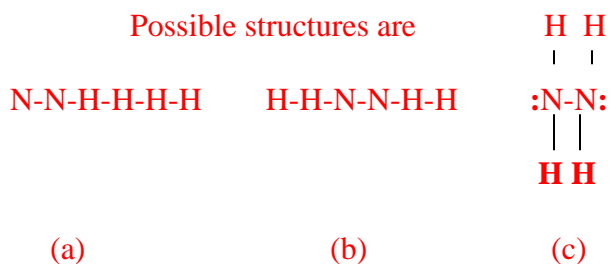 Possible structures are H H
N-N-H-H-H-H H-H-N-N-H-H :N-N:
H H
(a) (b) (c)